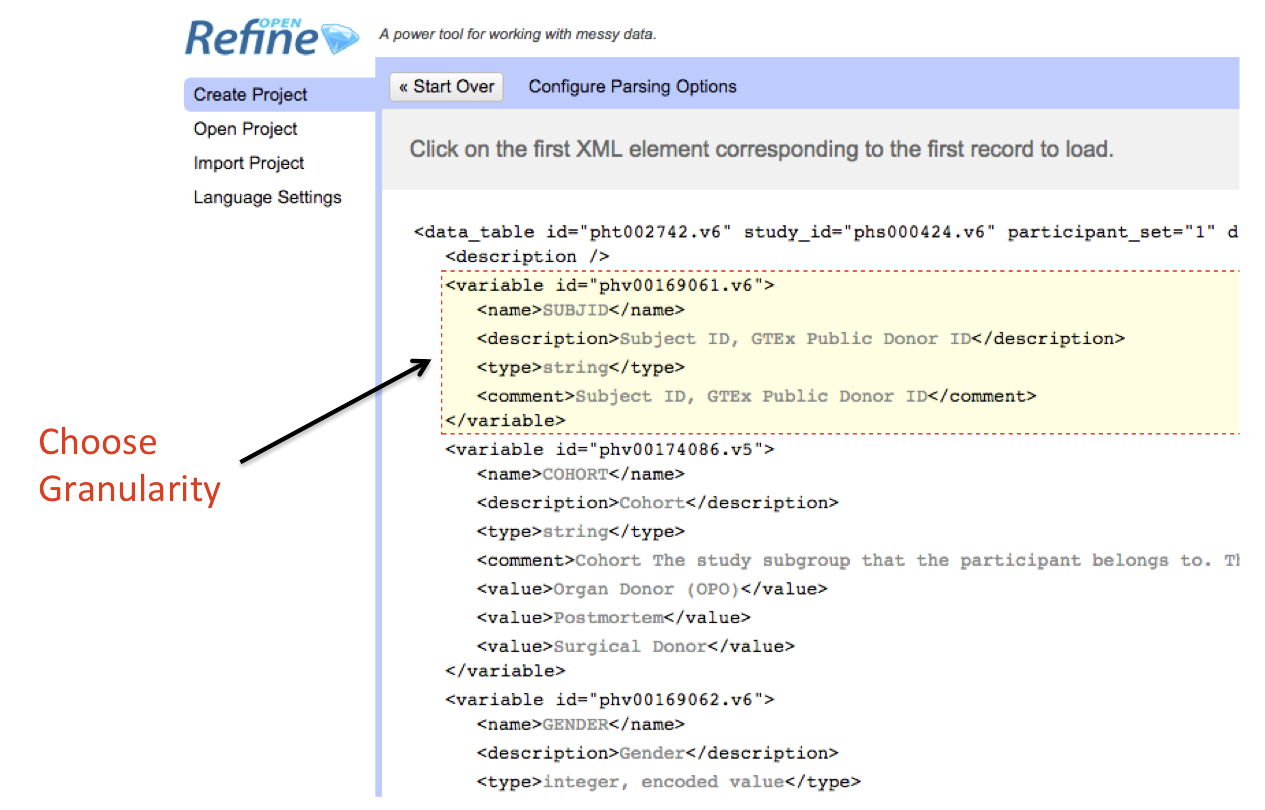 OPEN
Refine
A power tool for working with messy data.
Create Project
Open Project
Import Project
Language Settings
« Start Over
Configure Parsing Options
Click on the first XML element corresponding to the first record to load.
<data_table id="pht002742.v6" study_id="phs000424.v6" participant_set="1" d
<description />
<variable id="phv00169061.v6">
<name>SUBJID</name>
<description>Subject ID, GTEx Public Donor ID</description>
<type>string</type>
<comment>Subject ID, GTEx Public Donor ID</comment>
</variable>
<variable id="phv00174086.v5">
<name>COHORT</name>
<description>Cohort</description>
<type>string</type>
<comment>Cohort The study subgroup that the participant belongs to. Th
<value>Organ Donor (OPO)</value>
<value>Postmortem</value>
<value>Surgical Donor</value>
</variable>
<variable id="phv00169062.v6">
<name>GENDER</name>
<description>Gender</description>
<type>integer, encoded value</type>
Choose
Granularity